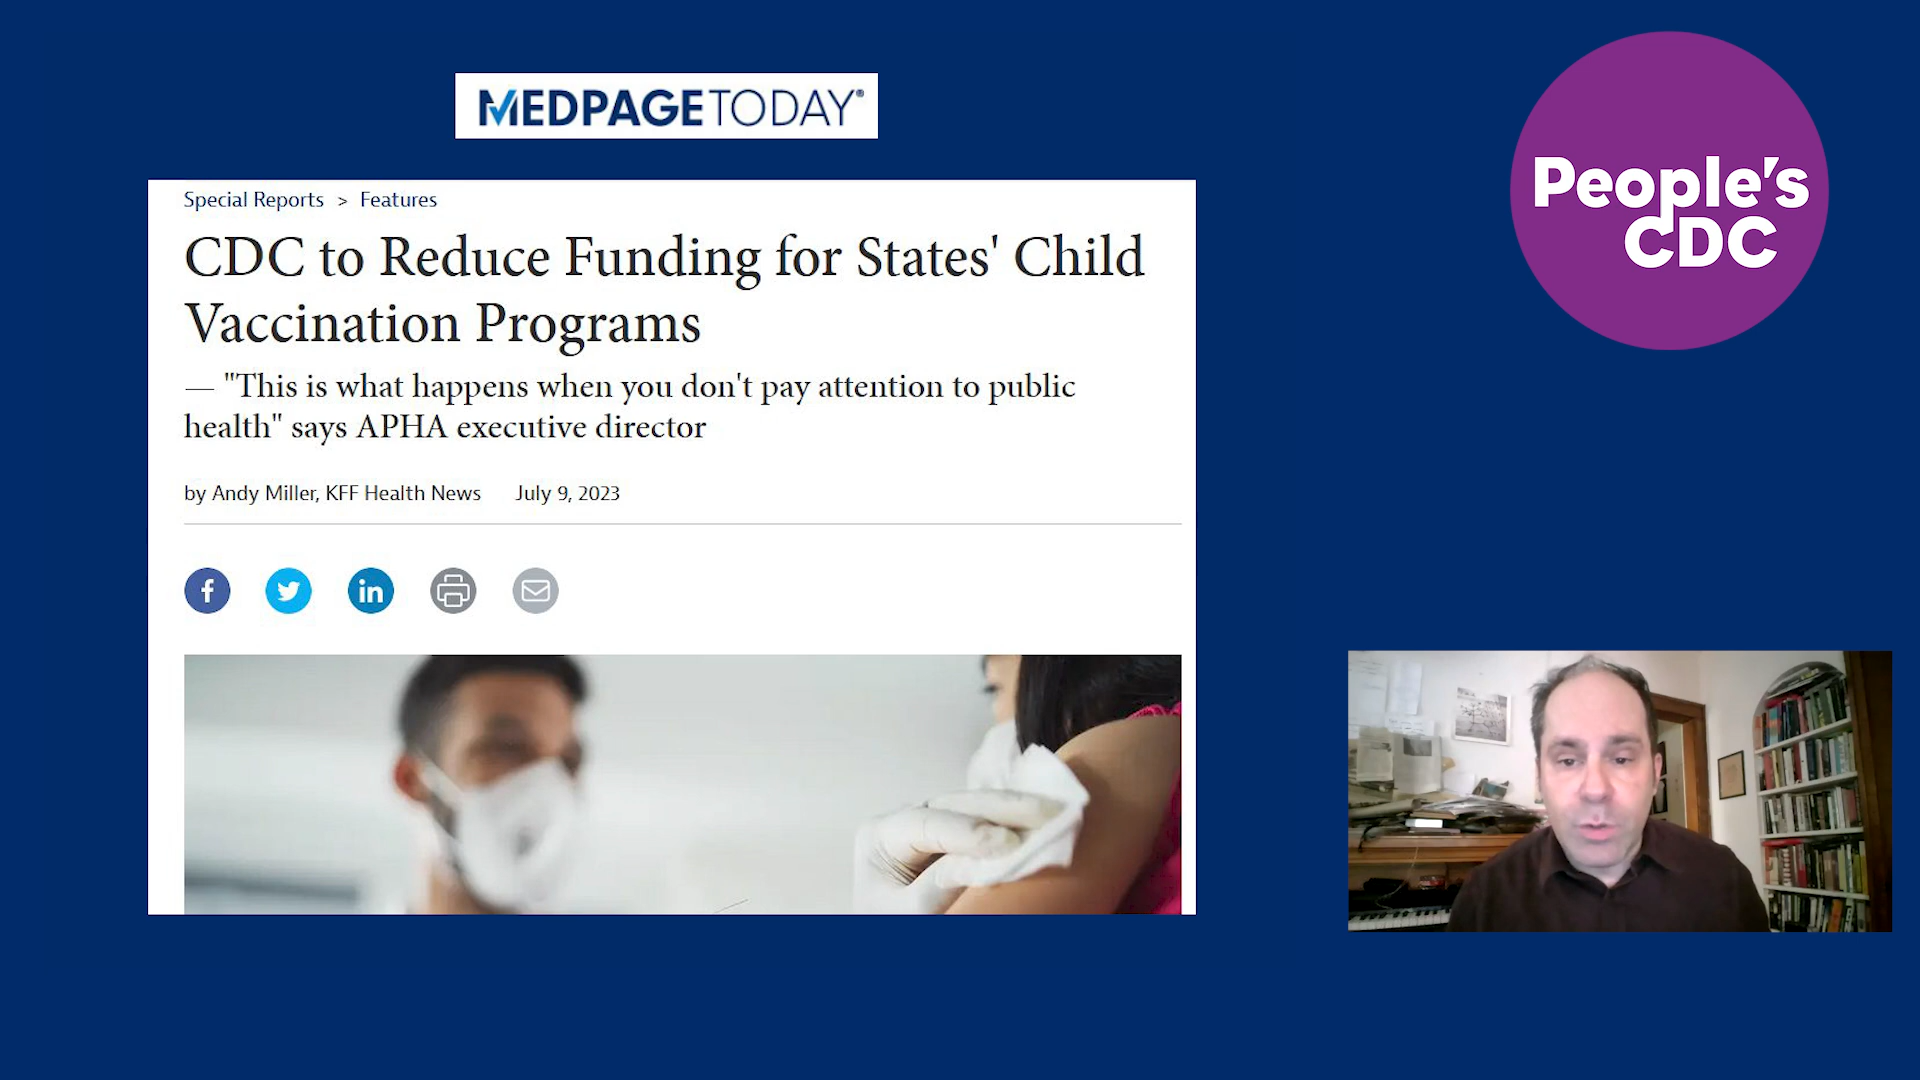 MEDPAGETODAY®
Special Reports > Features
CDC to Reduce Funding for States' Child
Vaccination Programs
— "This is what happens when you don't pay attention to public
health" says APHA executive director
by Andy Miller, KFF Health News July 9, 2023
f
in
People's
CDC